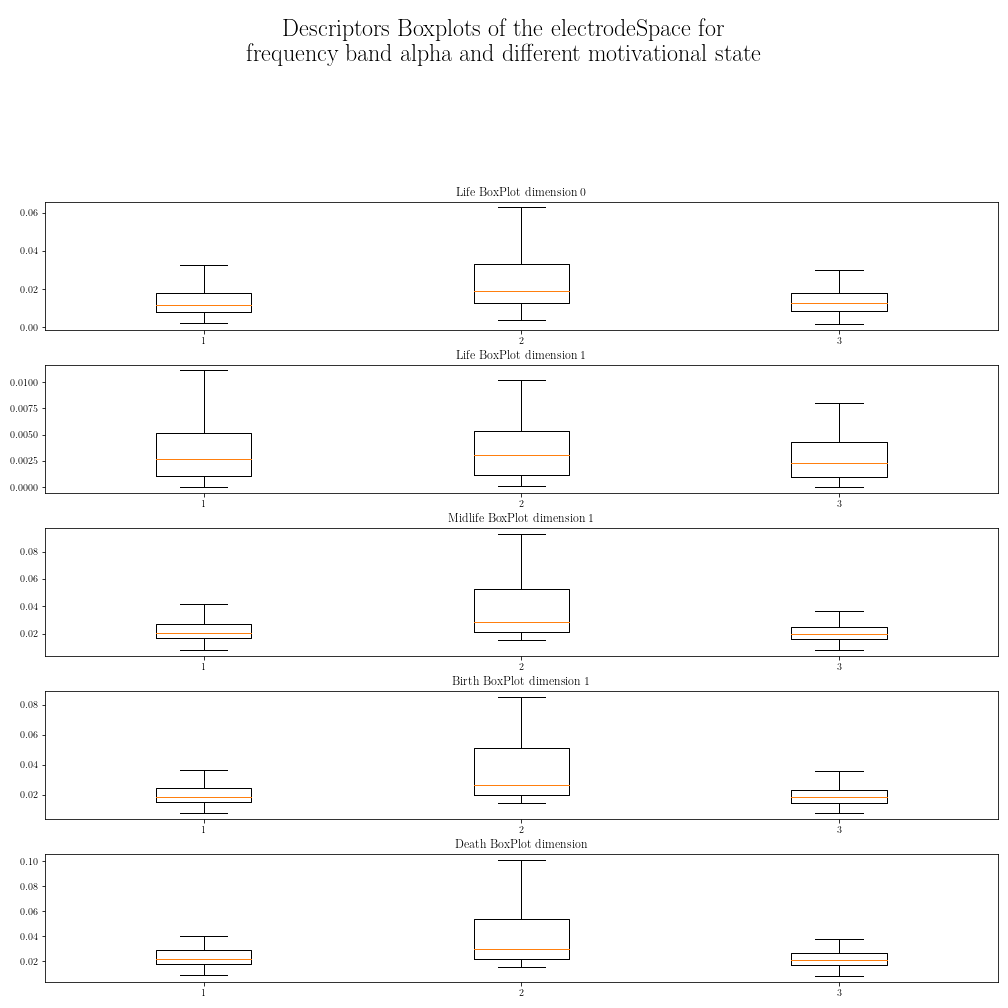 Descriptors Boxplots of the electrodeSpace for
frequency band alpha and different motivational state
Life BoxPlot dimension 0
0.06
0.04
0.02
0.00
1 2 3
Life BoxPlot dimension 1
0.0100
0.0075
0.0050
0.0025
0.0000
1 2 3
Midlife BoxPlot dimension 1
0.08
0.06
0.04
0.02
1 2 3
Birth BoxPlot dimension 1
0.08
0.06
0.04
0.02
1 2 3
Death BoxPlot dimension
0.10
0.08
0.06
0.04
0.02
1 2 3